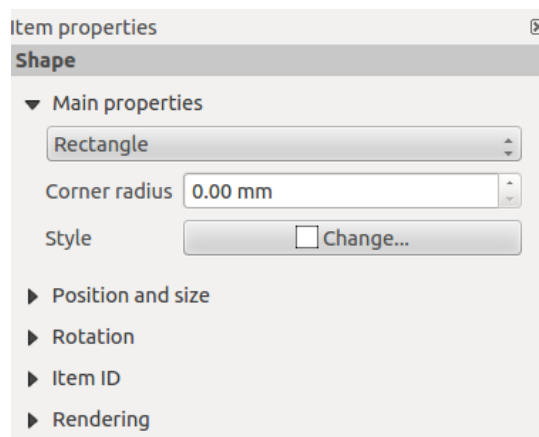 Item properties
Shape
Main properties
Rectangle
Corner radius 0.00 mm
Style Change...
Position and size
Rotation
Item ID
Rendering